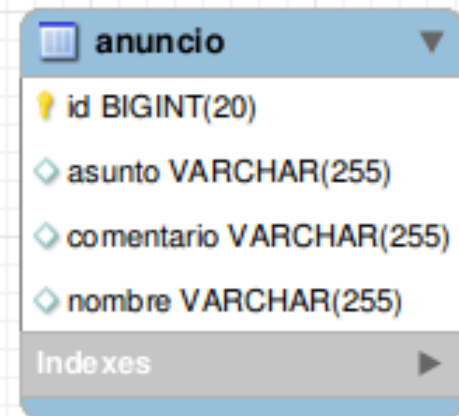 anuncio
id BIGINT(20)
asunto VARCHAR(255)
comentario VARCHAR(255)
nombre VARCHAR(255)
Indexes